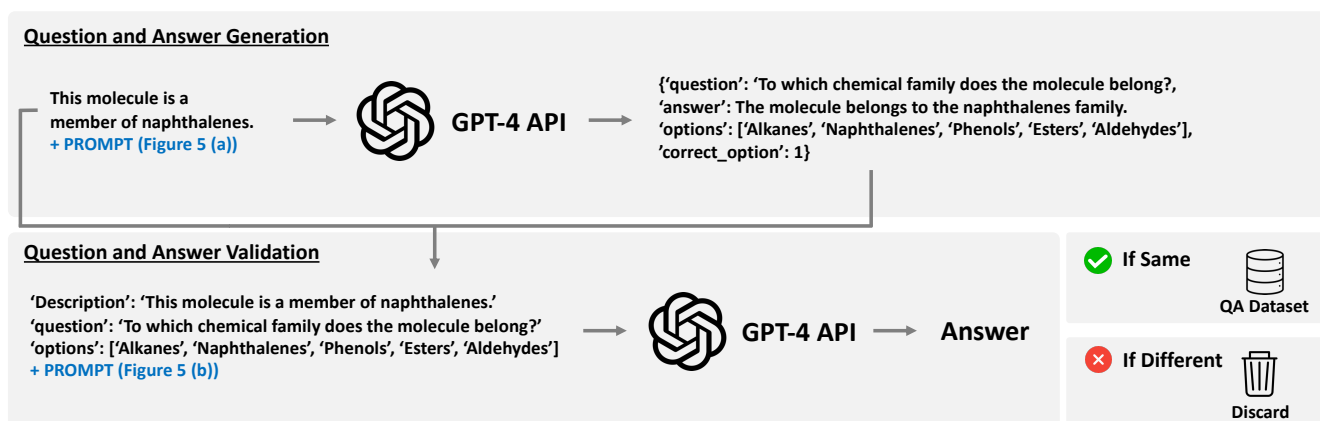 Question and Answer Generation
This molecule is a
member of naphthalenes.
+ PROMPT (Figure 5 (a))
GPT-4 API
{‘question’: ‘To which chemical family does the molecule belong?,
‘answer’: The molecule belongs to the naphthalenes family.
‘options’: [‘Alkanes’, ‘Naphthalenes’, ‘Phenols’, ‘Esters’, ‘Aldehydes’],
’correct_option’: 1}
Question and Answer Validation
‘Description’: ‘This molecule is a member of naphthalenes.’
‘question’: ‘To which chemical family does the molecule belong?’
‘options’: [‘Alkanes’, ‘Naphthalenes’, ‘Phenols’, ‘Esters’, ‘Aldehydes’]
+ PROMPT (Figure 5 (b))
GPT-4 API
Answer
If Same
QA Dataset
If Different
Discard